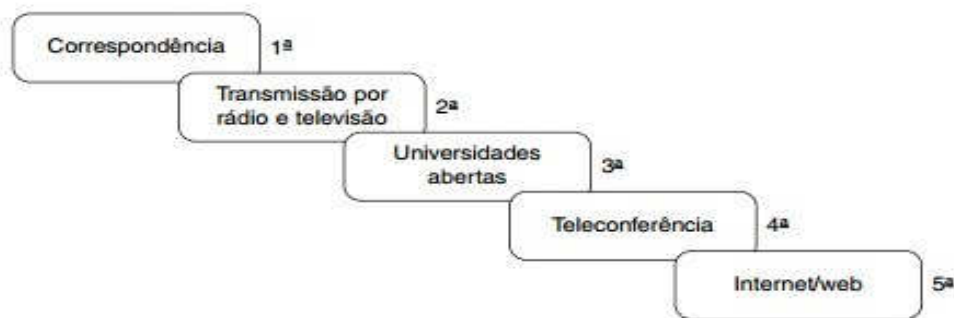 Correspondência 1ª
Transmissão por
rádio e televisão 2ª
Universidades
abertas 3ª
Teleconferência 4ª
Internet/web 5ª